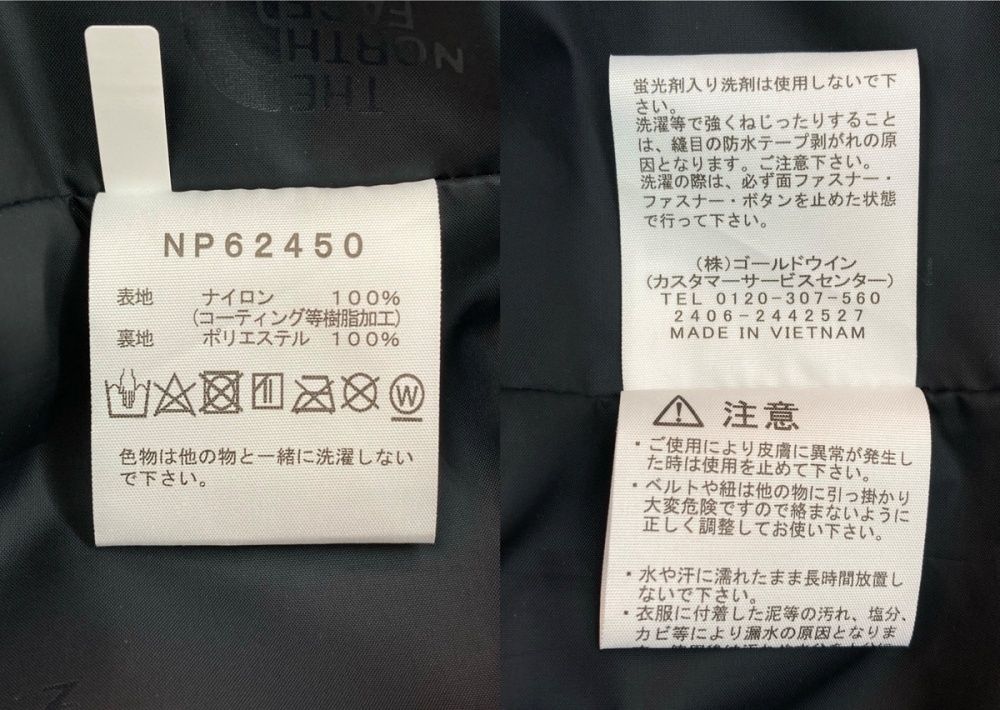 THE
NORTH
FACE
NP62450
表地 ナイロン 100%
(コーティング等樹脂加工)
裏地 ポリエステル 100%
W
色物は他の物と一緒に洗濯しない
で下さい。
蛍光剤入り洗剤は使用しないで下
さい。
洗濯等で強くねじったりすること
は、縫目の防水テープ剥がれの原
因となります。ご注意下さい。
洗濯の際は、必ず面ファスナー・
ファスナー・ボタンを止めた状態
で行って下さい。
(株)ゴールドウイン
(カスタマーサービスセンター)
TEL 0120-307-560
2406-2442527
MADE IN VIETNAM
注意
・ご使用により皮膚に異常が発生し
た時は使用を止めて下さい。
・ベルトや紐は他の物に引っ掛かり
大変危険ですので絡まないように
正しく調整してお使い下さい。
・水や汗に濡れたまま長時間放置し
ないで下さい。
・衣服に付着した泥等の汚れ、塩分、
カビ等により漏水の原因となりま